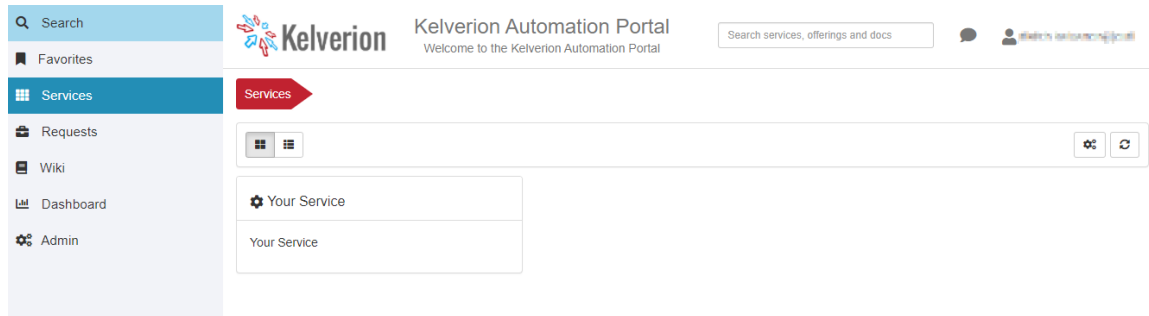 Search
Favorites
Services
Requests
Wiki
Dashboard
Admin
Kelverion
Kelverion Automation Portal
Welcome to the Kelverion Automation Portal
Search services, offerings and docs
Services
Your Service
Your Service